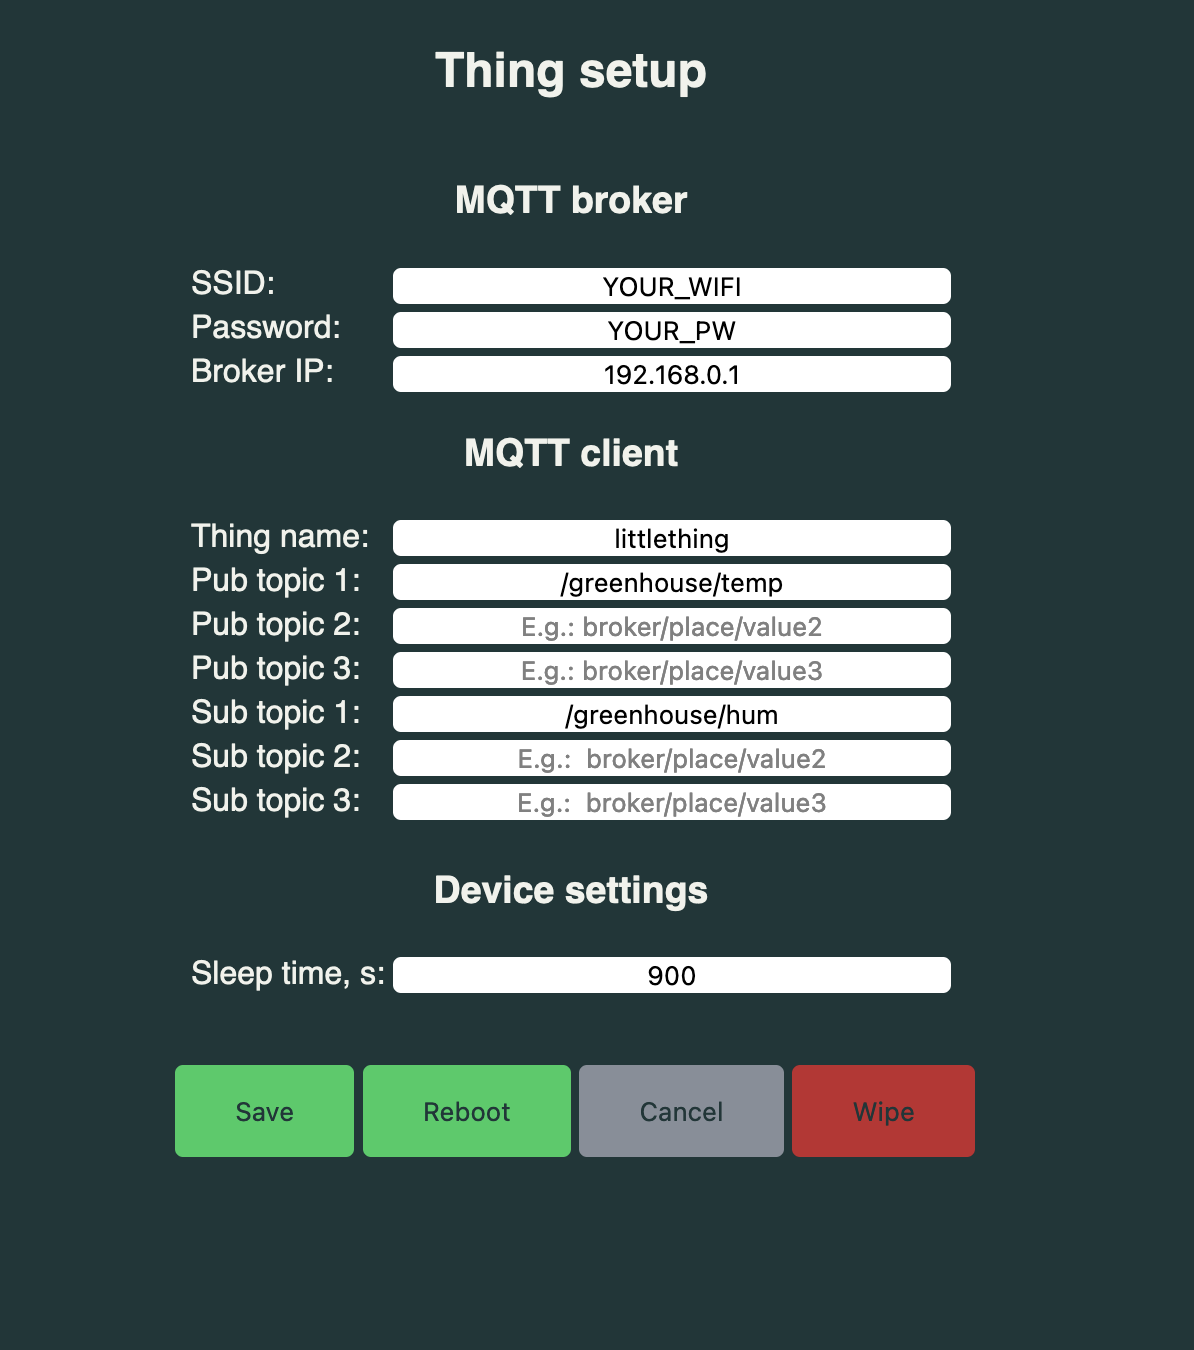 Thing setup
MQTT broker
SSID: YOUR_WIFI
Password: YOUR_PW
Broker IP: 192.168.0.1
MQTT client
Thing name: littlething
Pub topic 1: /greenhouse/temp
Pub topic 2: E.g.: broker/place/value2
Pub topic 3: E.g.: broker/place/value3
Sub topic 1: /greenhouse/hum
Sub topic 2: E.g.:  broker/place/value2
Sub topic 3: E.g.:  broker/place/value3
Device settings
Sleep time, s: 900
Save Reboot Cancel Wipe